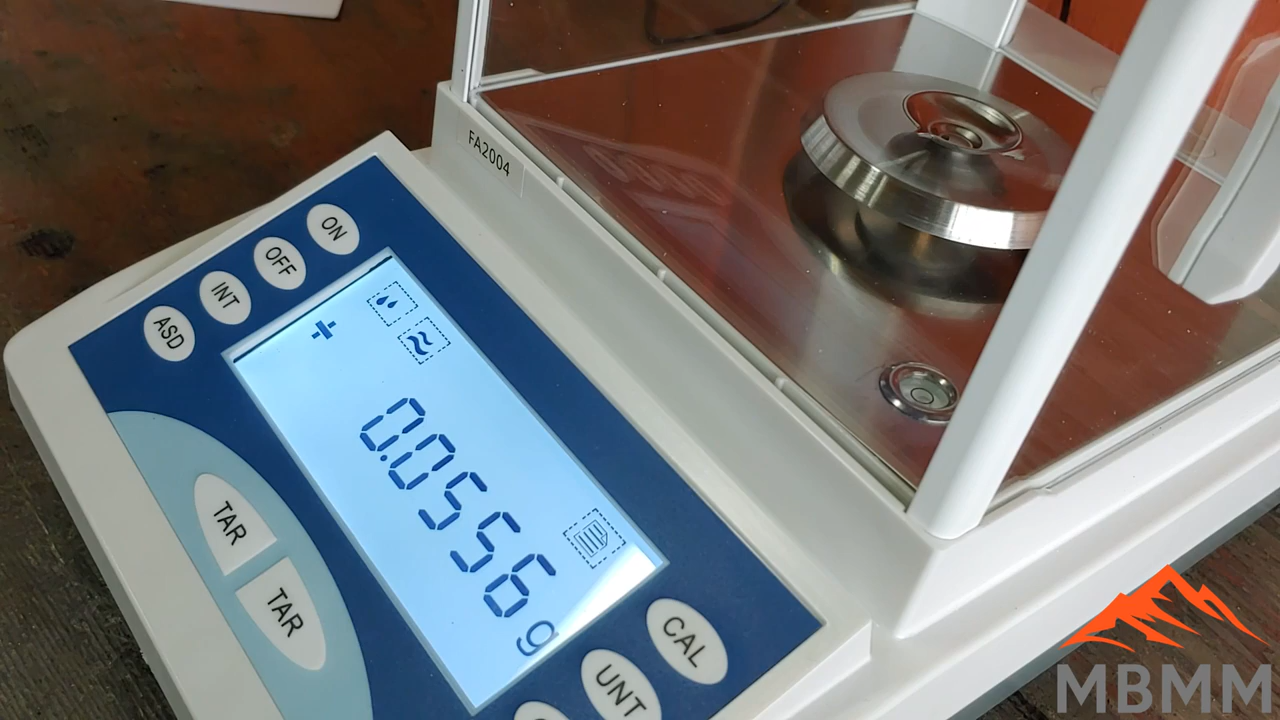 FA2004
ON
OFF
INT
ASD
+
0.0556 g
TAR
TAR
CAL
UNT
MBMM